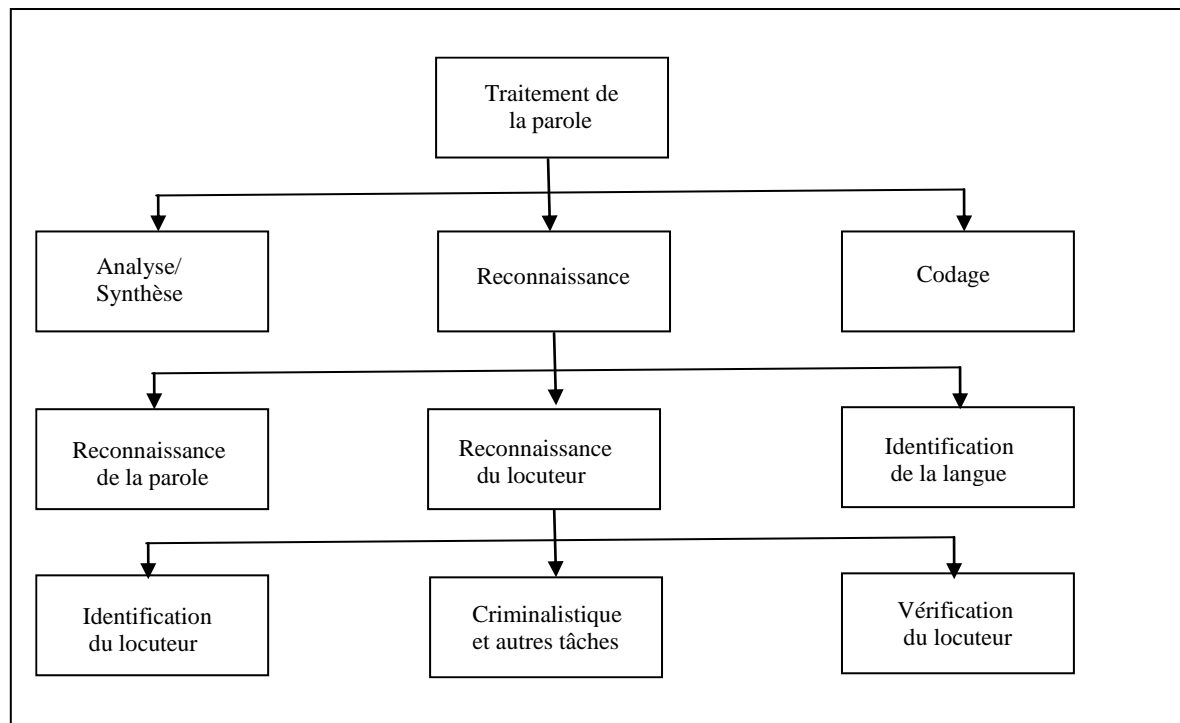 Traitement de
la parole
Analyse/
Synthèse
Reconnaissance
Codage
Reconnaissance
de la parole
Reconnaissance
du locuteur
Identification
de la langue
Identification
du locuteur
Criminalistique
et autres tâches
Vérification
du locuteur